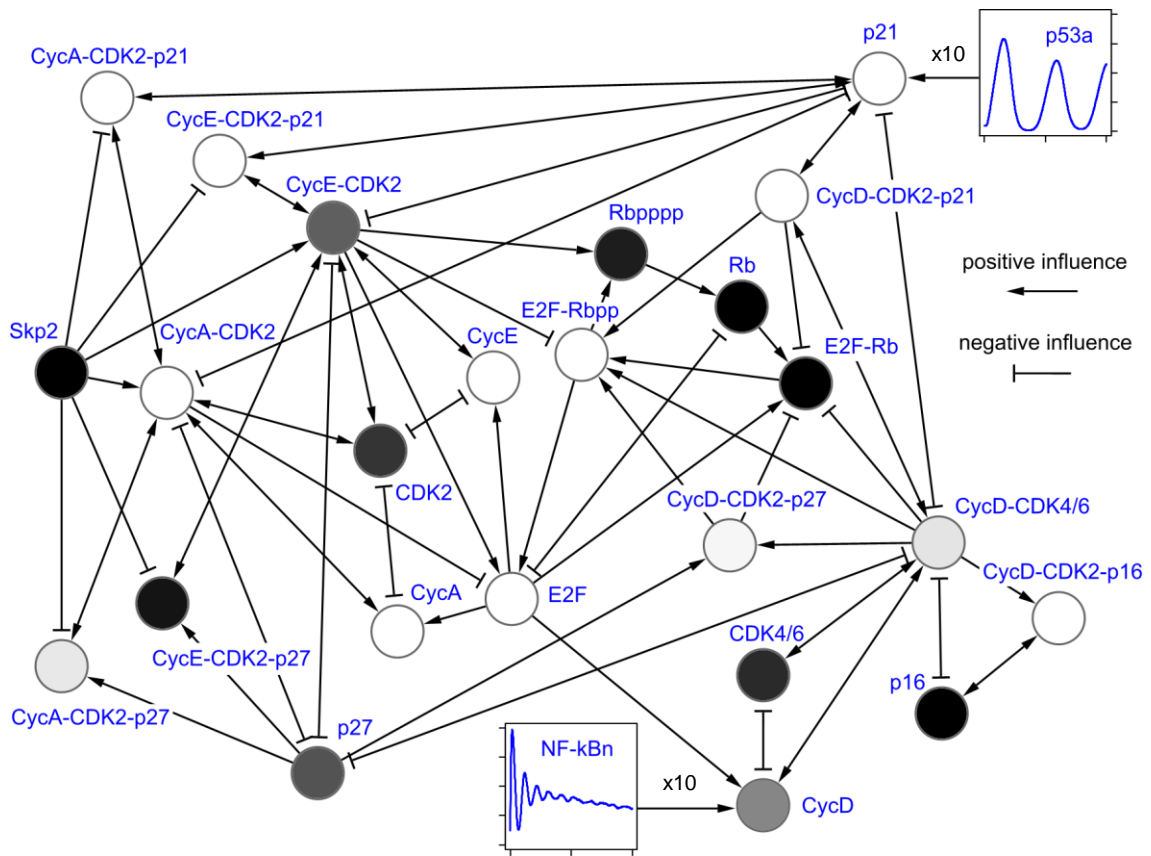 p21
CycA-CDK2-p21
x10
p53a
CycE-CDK2-p21
CycE-CDK2
CycD-CDK2-p21
Rbpppp
Rb
positive influence
E2F-Rbpp
Skp2
CycA-CDK2
CycE
E2F-Rb
negative influence
CDK2
CycD-CDK2-p27
CycD-CDK4/6
CycD-CDK2-p16
CycA
E2F
CDK4/6
CycE-CDK2-p27
p16
CycA-CDK2-p27
p27
NF-kBn
x10
CycD